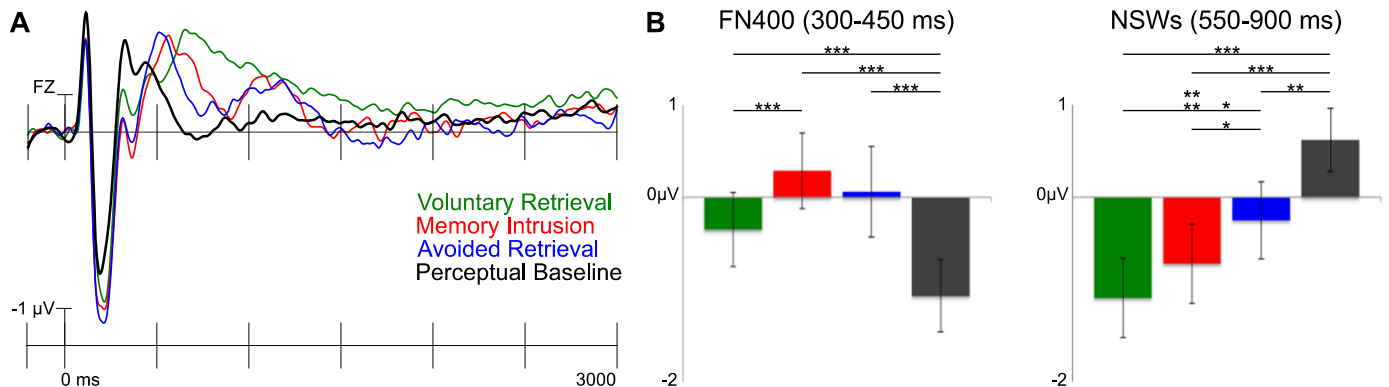 A
FZ
-1 µV
0 ms
3000
Voluntary Retrieval
Memory Intrusion
Avoided Retrieval
Perceptual Baseline
B
FN400 (300-450 ms)
***
***
***
***
1
0µV
-2
NSWs (550-900 ms)
***
***
** **
** *
*
1
0µV
-2